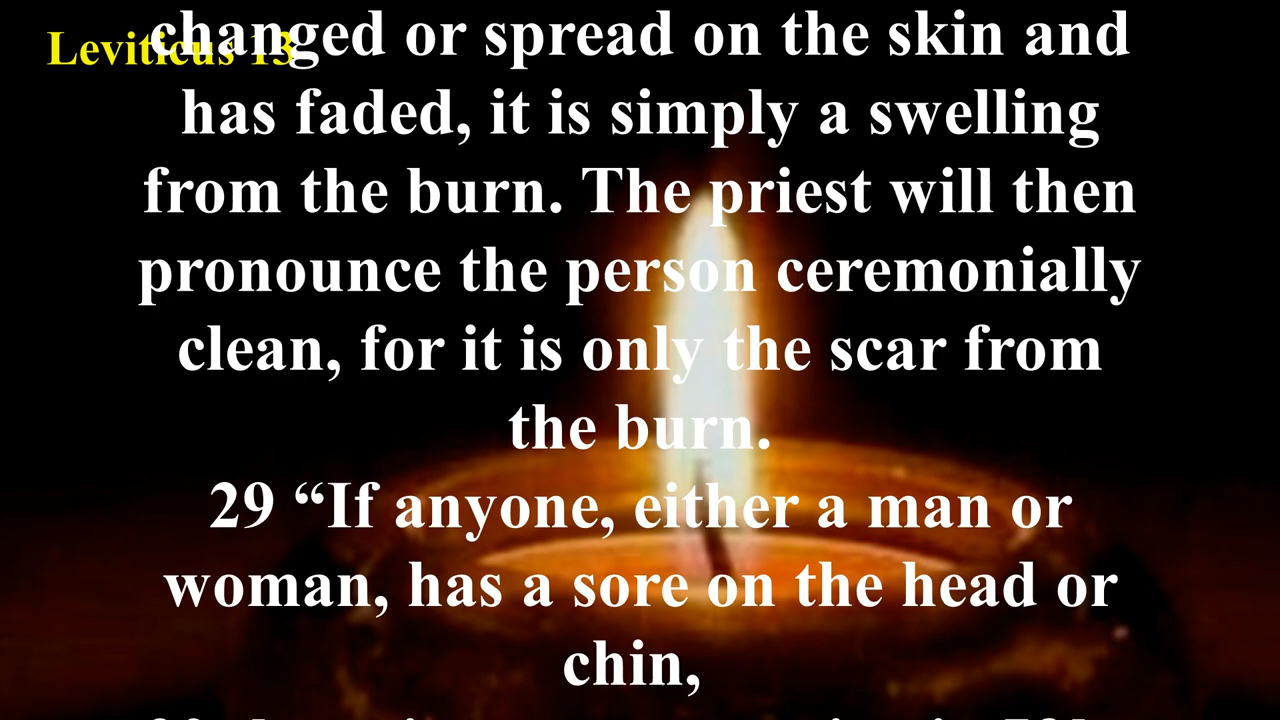 Leviticus 13
changed or spread on the skin and
has faded, it is simply a swelling
from the burn. The priest will then
pronounce the person ceremonially
clean, for it is only the scar from
the burn.
29 “If anyone, either a man or
woman, has a sore on the head or
chin,